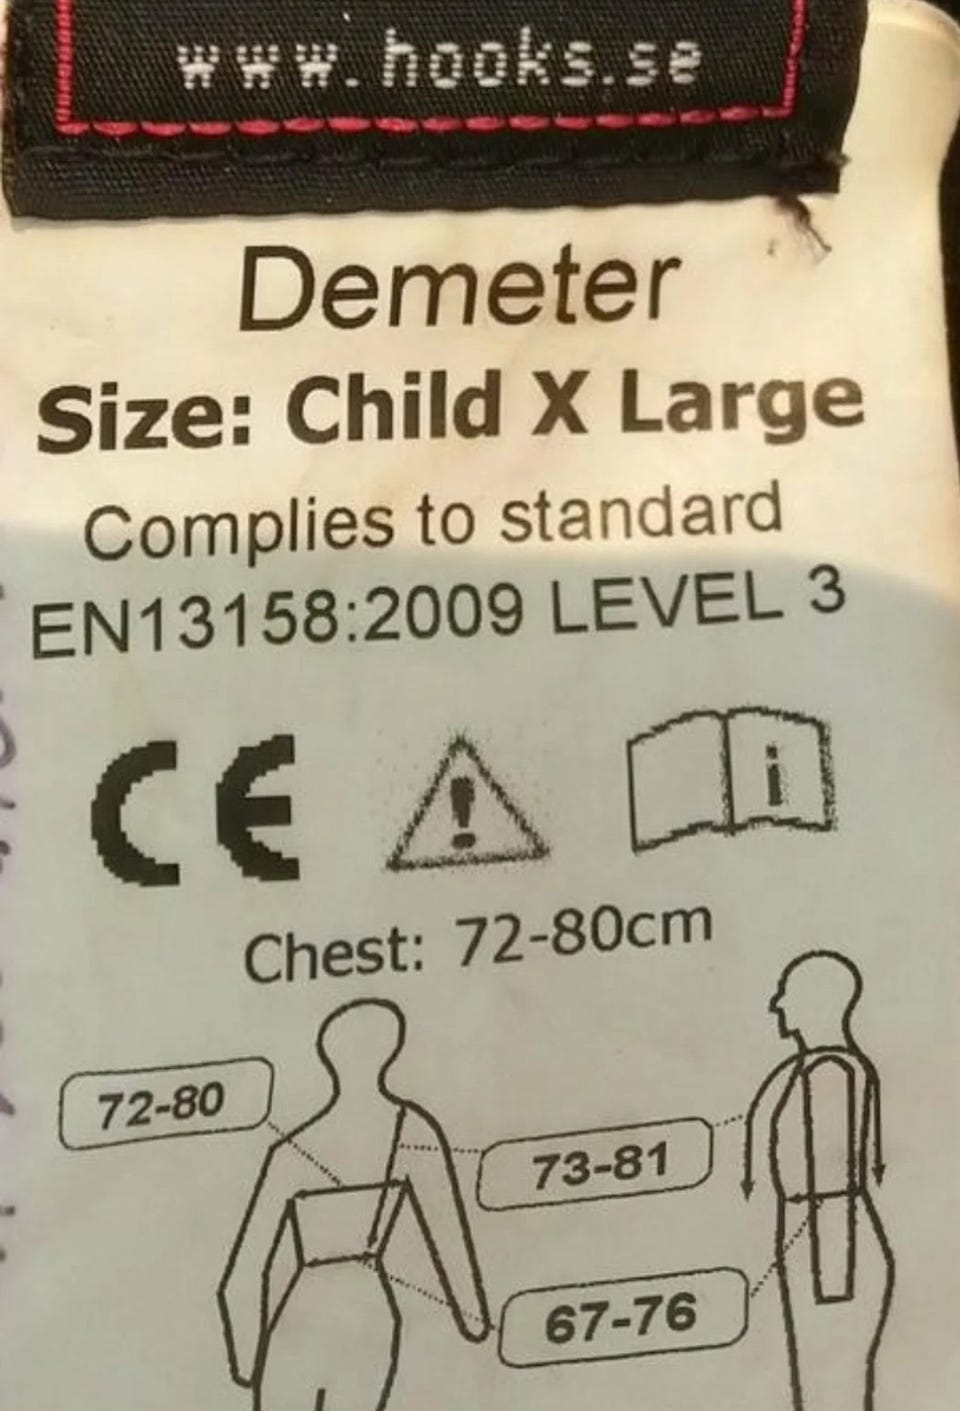 www.hooks.se
Demeter
Size: Child X Large
Complies to standard
EN13158:2009 LEVEL 3
CE
!
i
Chest: 72-80cm
72-80
73-81
67-76